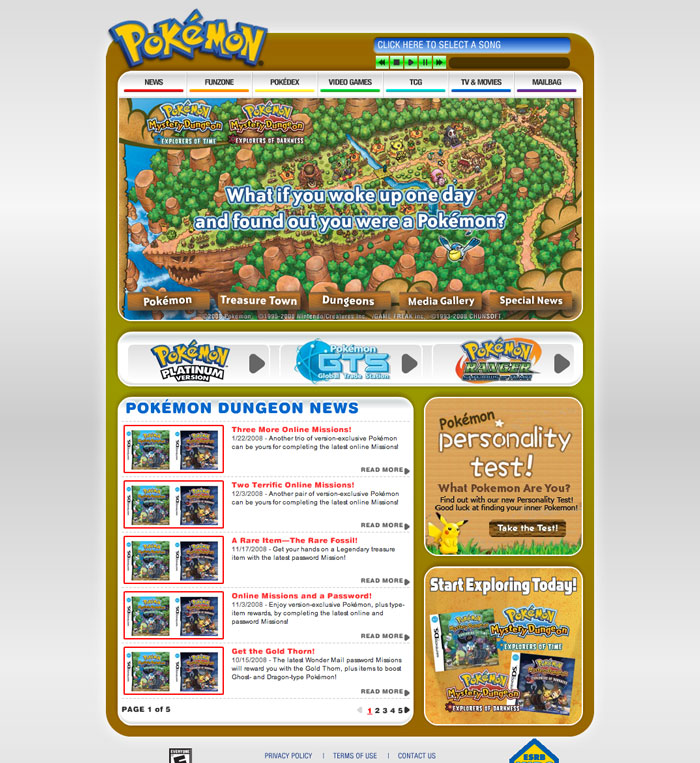 POKéMON
CLICK HERE TO SELECT A SONG
NEWS
FUNZONE
POKÉDEX
VIDEO GAMES
TCG
TV & MOVIES
MAILBAG
POKéMON
Mystery Dungeon
EXPLORERS OF TIME
POKéMON
Mystery Dungeon
EXPLORERS OF DARKNESS
What if you woke up one day
and found out you were a Pokémon?
Pokémon
Treasure Town
Dungeons
Media Gallery
Special News
©2008 Pokémon. ©1995-2008 Nintendo/Creatures Inc./GAME FREAK inc. ©1993-2008 CHUNSOFT.
POKéMON
PLATINUM
VERSION
Pokémon
GTS
Global Trade Station
POKéMON
RANGER
POKÉMON DUNGEON NEWS
Three More Online Missions!
1/22/2008 - Another trio of version-exclusive Pokémon
can be yours for completing the latest online Missions!
READ MORE
Two Terrific Online Missions!
12/3/2008 - Another pair of version-exclusive Pokémon
can be yours for completing the latest online Missions!
READ MORE
A Rare Item—The Rare Fossil!
11/17/2008 - Get your hands on a Legendary treasure
item with the latest password Mission!
READ MORE
Online Missions and a Password!
11/3/2008 - Enjoy version-exclusive Pokémon, plus type-
item rewards, by completing the latest online and
password Missions!
READ MORE
Get the Gold Thorn!
10/15/2008 - The latest Wonder Mail password Missions
will reward you with the Gold Thorn, plus items to boost
Ghost- and Dragon-type Pokémon!
READ MORE
PAGE 1 of 5
1 2 3 4 5
Pokémon
personality
test!
What Pokemon Are You?
Find out with our new Personality Test!
Good luck at finding your inner Pokemon!
Take the Test!
Start Exploring Today!
POKéMON
Mystery Dungeon
EXPLORERS OF TIME
POKéMON
Mystery Dungeon
EXPLORERS OF DARKNESS
EVERYONE
E
PRIVACY POLICY | TERMS OF USE | CONTACT US
ESRB